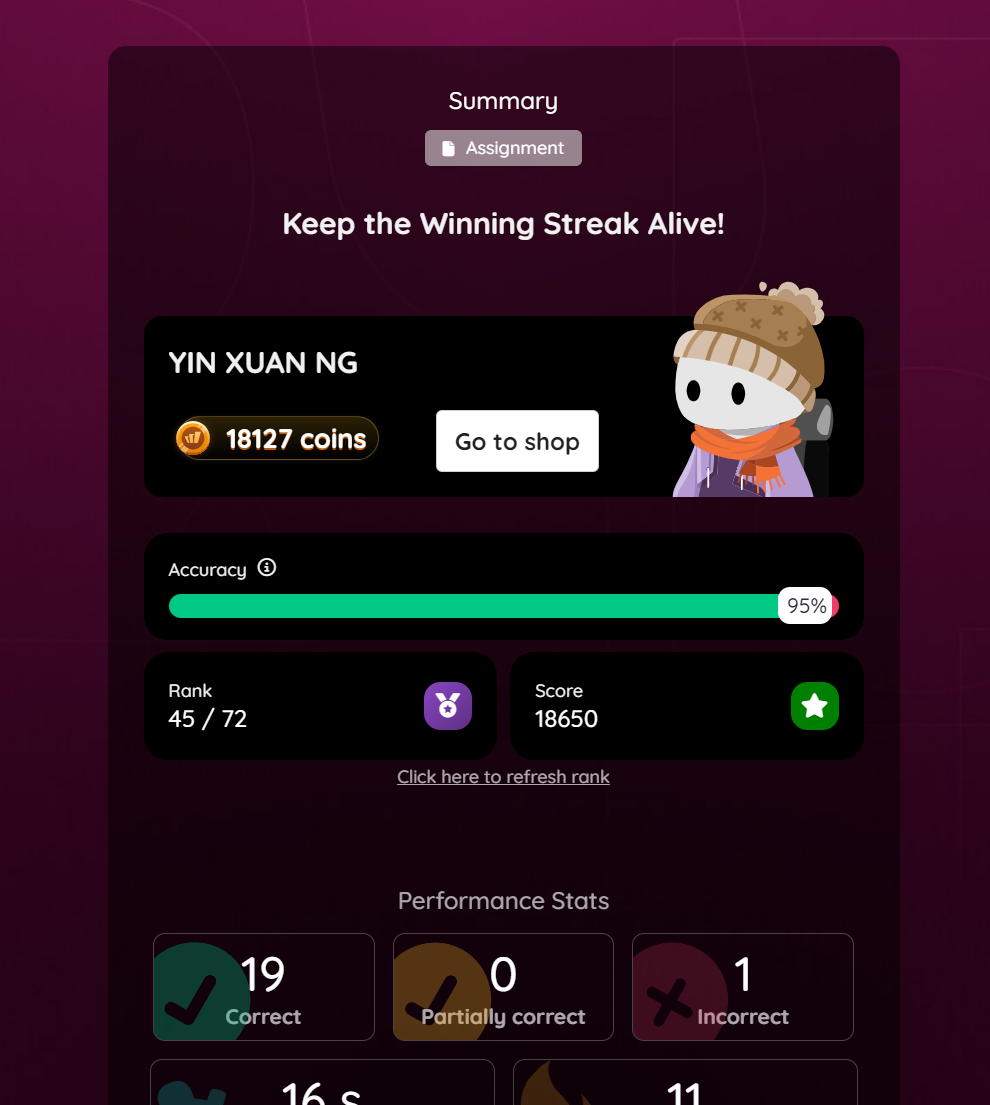 Summary
Assignment
Keep the Winning Streak Alive!
YIN XUAN NG
18127 coins
Go to shop
Accuracy
95%
Rank
45 / 72
Score
18650
Click here to refresh rank
Performance Stats
19
Correct
0
Partially correct
1
Incorrect
16 s
11